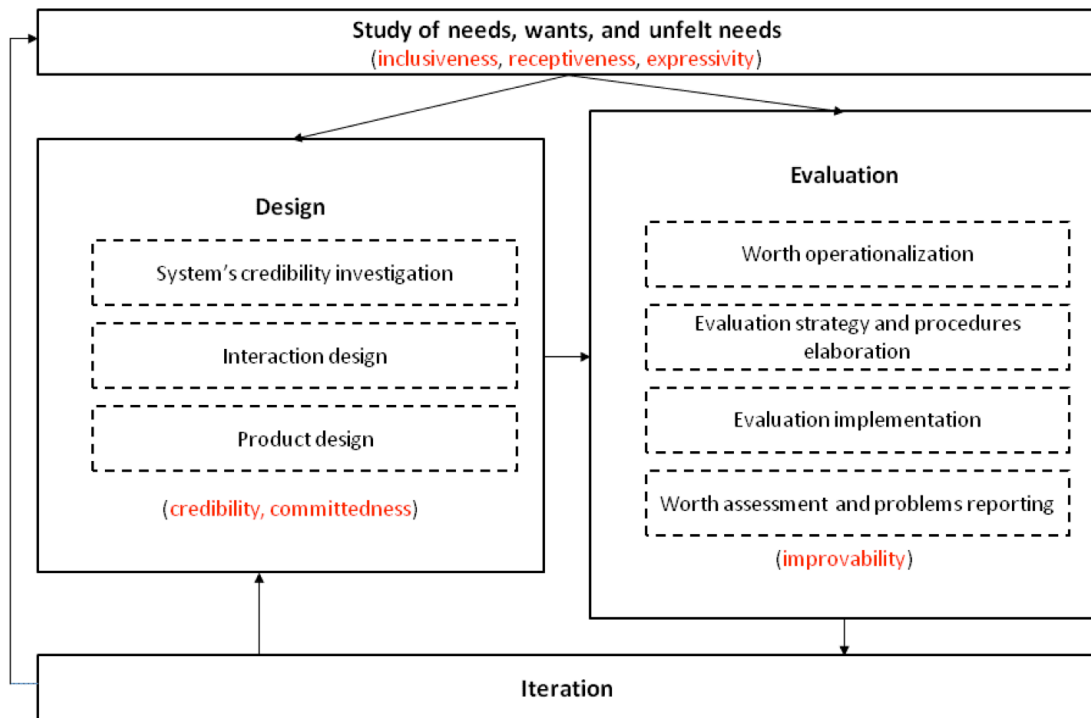 Study of needs, wants, and unfelt needs
(inclusiveness, receptiveness, expressivity)
Design
System's credibility investigation
Interaction design
Product design
(credibility, committedness)
Evaluation
Worth operationalization
Evaluation strategy and procedures
elaboration
Evaluation implementation
Worth assessment and problems reporting
(improvability)
Iteration